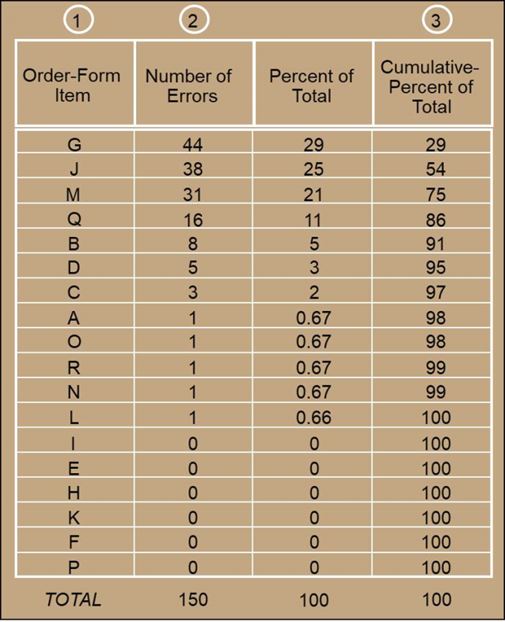 1 2 3
Order-Form Item Number of Errors Percent of Total Cumulative-Percent of Total
G 44 29 29
J 38 25 54
M 31 21 75
Q 16 11 86
B 8 5 91
D 5 3 95
C 3 2 97
A 1 0.67 98
O 1 0.67 98
R 1 0.67 99
N 1 0.67 99
L 1 0.66 100
I 0 0 100
E 0 0 100
H 0 0 100
K 0 0 100
F 0 0 100
P 0 0 100
TOTAL 150 100 100